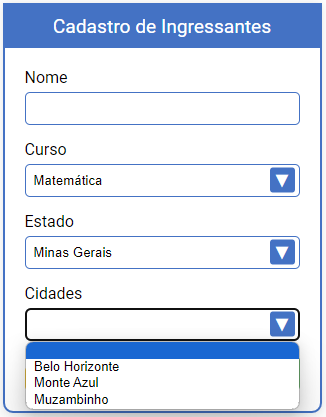 Cadastro de Ingressantes
Nome
Curso
Matemática
Estado
Minas Gerais
Cidades
Belo Horizonte
Monte Azul
Muzambinho